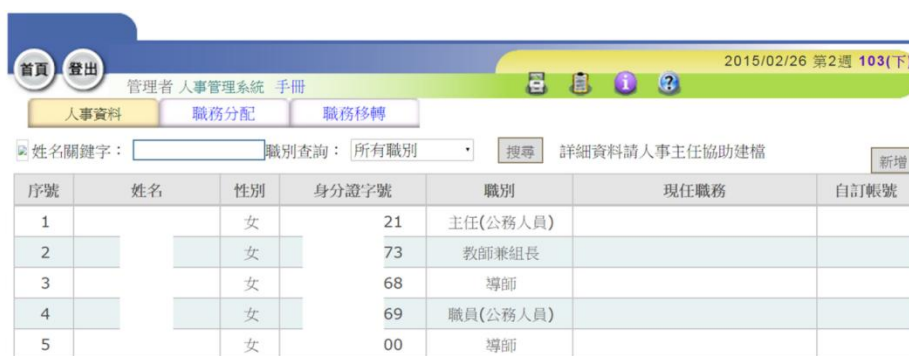 首頁 登出
2015/02/26 第2週 103(下)
管理者 人事管理系統 手冊
人事資料 職務分配 職務移轉
姓名關鍵字： 職別查詢： 所有職別 搜尋 詳細資料請人事主任協助建檔 新增
序號 姓名 性別 身分證字號 職別 現任職務 自訂帳號
1 女 21 主任(公務人員)
2 女 73 教師兼組長
3 女 68 導師
4 女 69 職員(公務人員)
5 女 00 導師